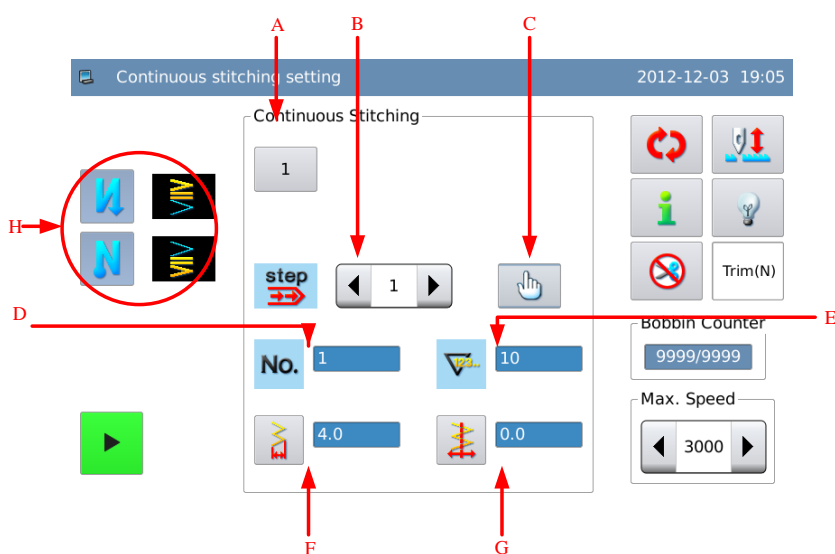 A
B
C
Continuous stitching setting
2012-12-03 19:05
Continuous Stitching
1
H
step
1
Trim(N)
D
E
Bobbin Counter
No.
1
123..
10
9999/9999
Max. Speed
4.0
0.0
3000
F
G